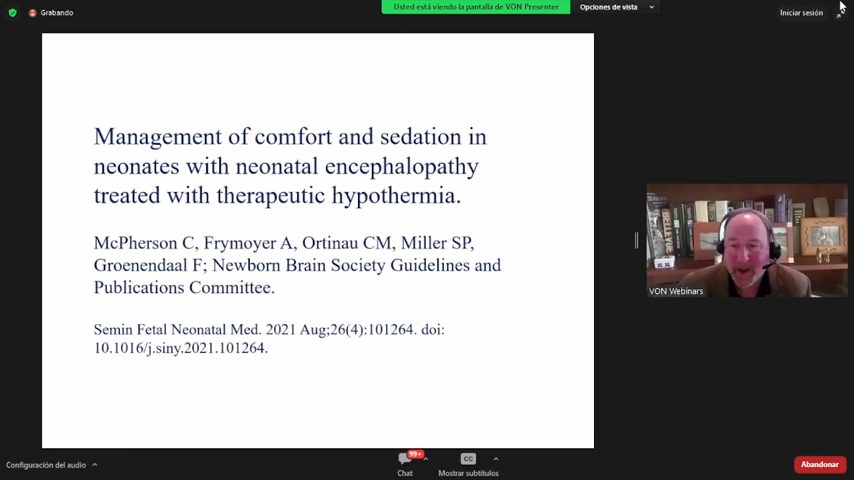 Grabando
Usted está viendo la pantalla de VON Presenter
Opciones de vista
Iniciar sesión
Management of comfort and sedation in
neonates with neonatal encephalopathy
treated with therapeutic hypothermia.
McPherson C, Frymoyer A, Ortinau CM, Miller SP,
Groenendaal F; Newborn Brain Society Guidelines and
Publications Committee.
Semin Fetal Neonatal Med. 2021 Aug;26(4):101264. doi:
10.1016/j.siny.2021.101264.
VON Webinars
Configuración del audio
99+
Chat
CC
Mostrar subtítulos
Abandonar